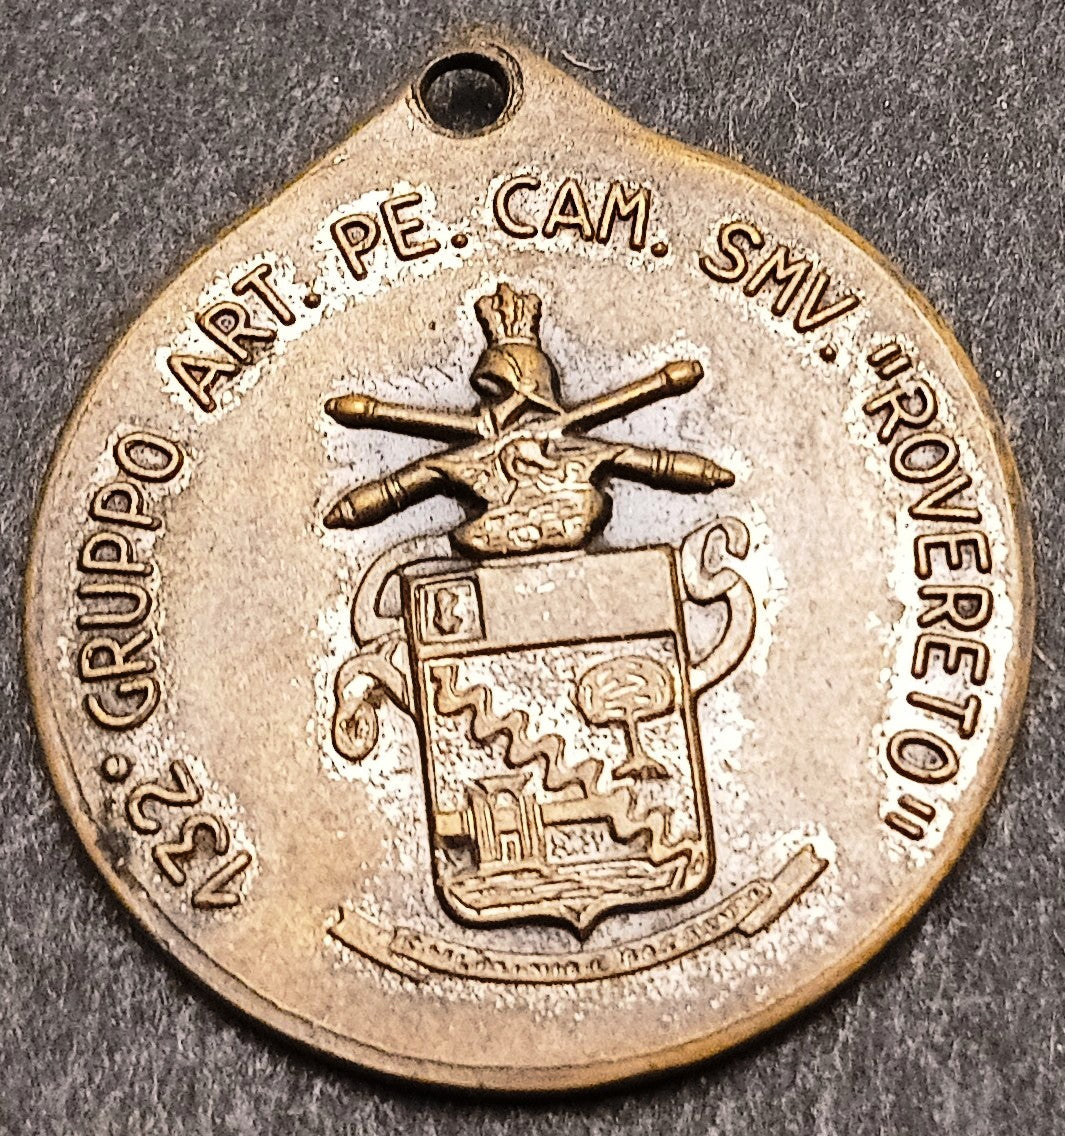 132• GRUPPO ART. PE. CAM. SMV. "ROVERETO"